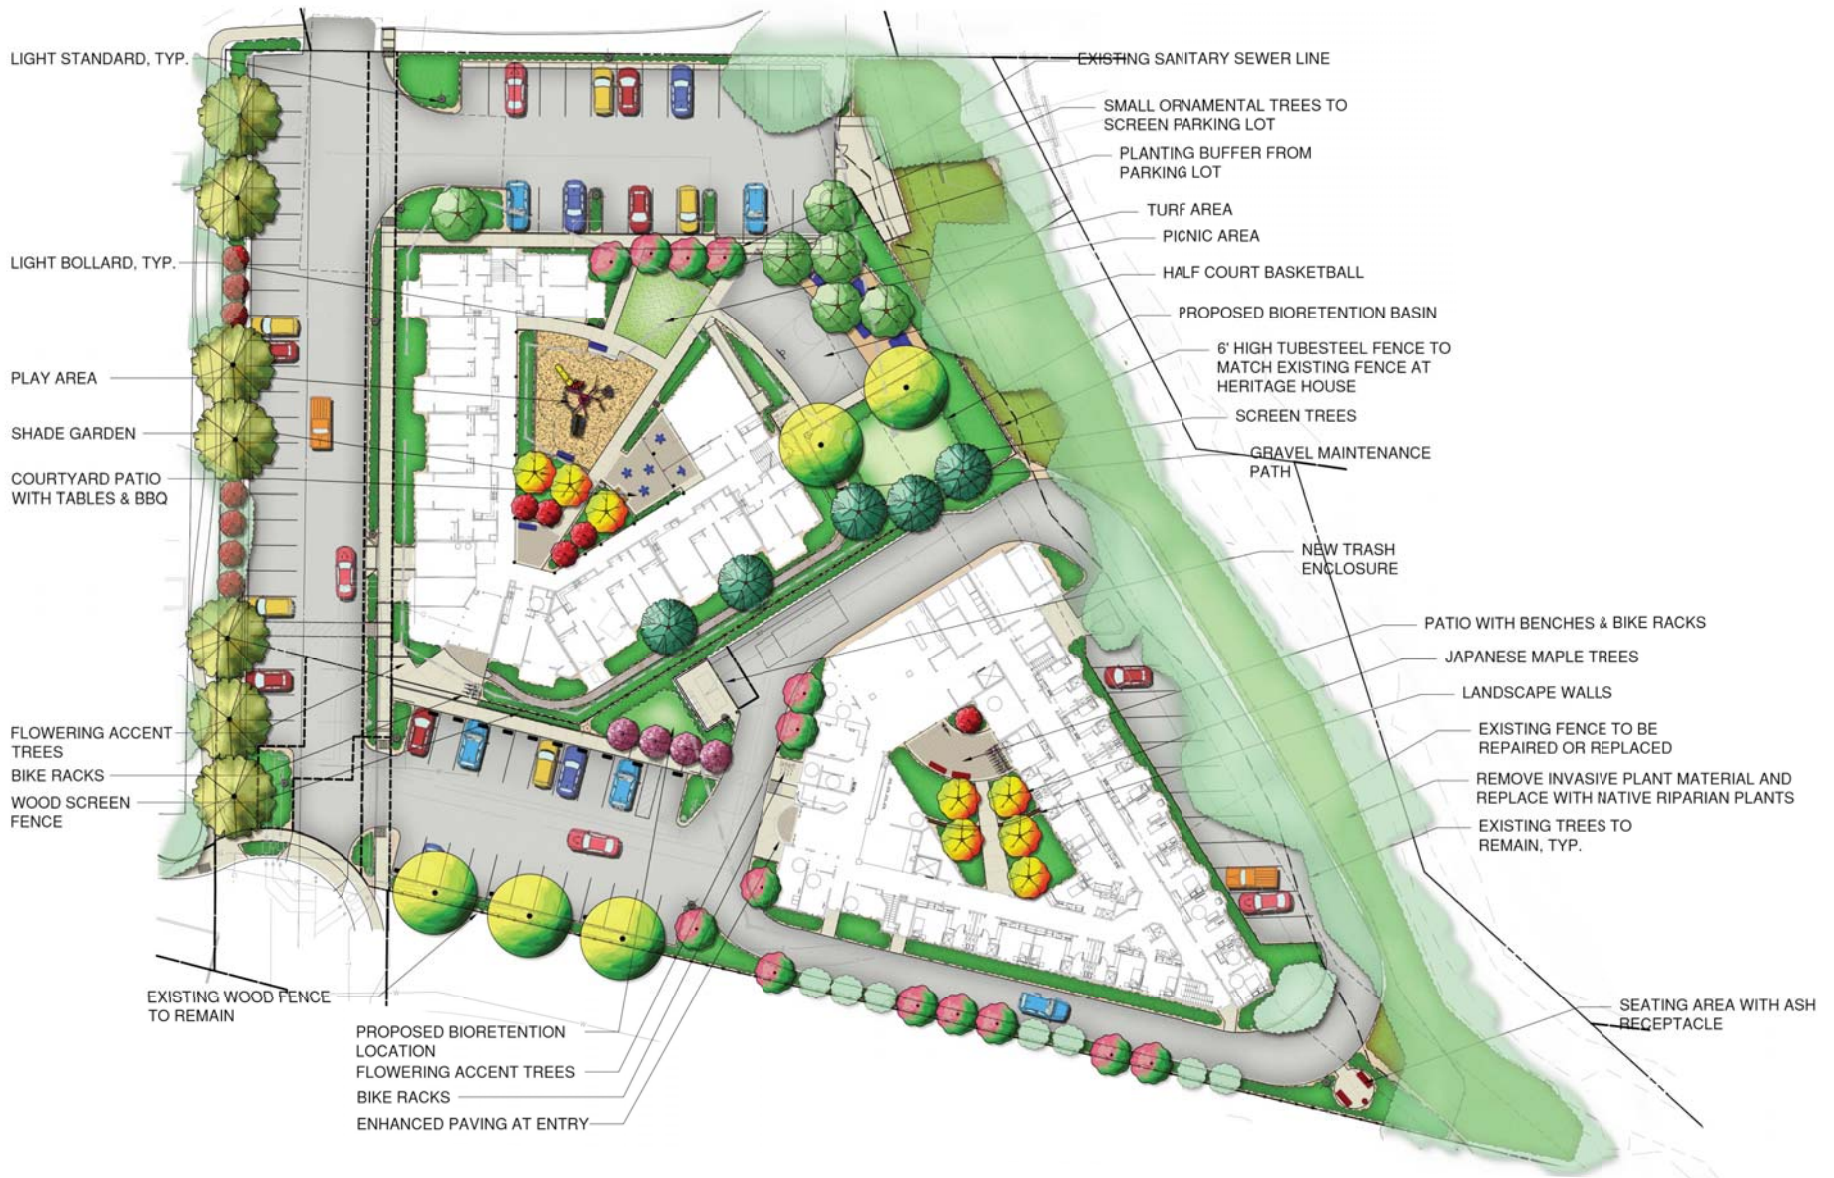 LIGHT STANDARD, TYP.
LIGHT BOLLARD, TYP.
PLAY AREA
SHADE GARDEN
COURTYARD PATIO
WITH TABLES & BBQ
FLOWERING ACCENT
TREES
BIKE RACKS
WOOD SCREEN
FENCE
EXISTING WOOD FENCE
TO REMAIN
PROPOSED BIORETENTION
LOCATION
FLOWERING ACCENT TREES
BIKE RACKS
ENHANCED PAVING AT ENTRY
EXISTING SANITARY SEWER LINE
SMALL ORNAMENTAL TREES TO
SCREEN PARKING LOT
PLANTING BUFFER FROM
PARKING LOT
TURF AREA
PICNIC AREA
HALF COURT BASKETBALL
PROPOSED BIORETENTION BASIN
6' HIGH TUBESTEEL FENCE TO
MATCH EXISTING FENCE AT
HERITAGE HOUSE
SCREEN TREES
GRAVEL MAINTENANCE
PATH
NEW TRASH
ENCLOSURE
PATIO WITH BENCHES & BIKE RACKS
JAPANESE MAPLE TREES
LANDSCAPE WALLS
EXISTING FENCE TO BE
REPAIRED OR REPLACED
REMOVE INVASIVE PLANT MATERIAL AND
REPLACE WITH NATIVE RIPARIAN PLANTS
EXISTING TREES TO
REMAIN, TYP.
SEATING AREA WITH ASH
RECEPTACLE